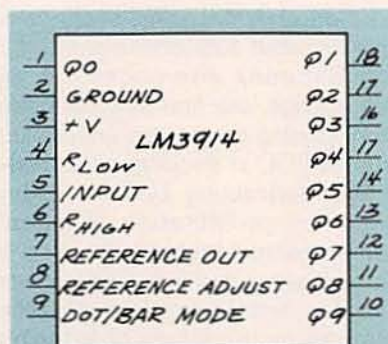 1 Q0 Q1 18
2 GROUND Q2 17
3 +V Q3 16
LM3914
4 RLOW Q4 17
5 INPUT Q5 14
6 RHIGH Q6 13
7 REFERENCE OUT Q7 12
8 REFERENCE ADJUST Q8 11
9 DOT/BAR MODE Q9 10